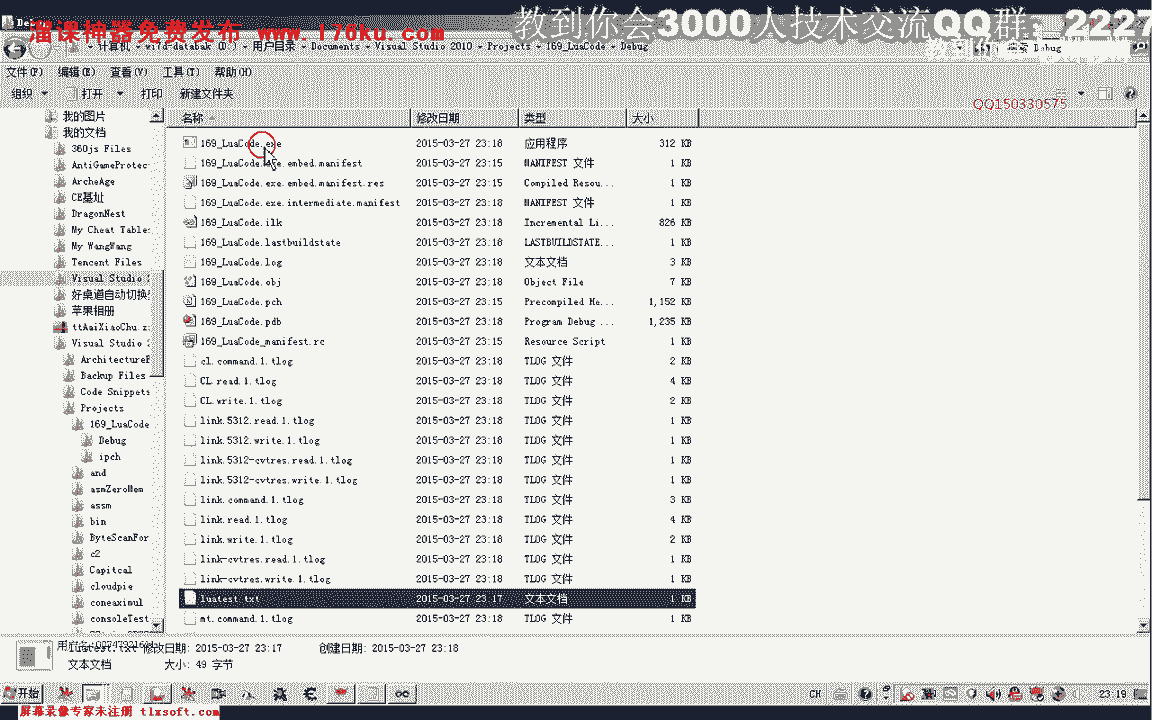 溜课神器免费发布 www.170ku.com
教到你会3000人技术交流QQ群：2227
Debug
计算机 用户目录 Documents Visual Studio 2010 Projects 169_LuaCode Debug
Debug
文件(F) 编辑(E) 查看(V) 工具(T) 帮助(H)
组织 打开 打印 新建文件夹
QQ150330575
名称 修改日期 类型 大小
我的图片
我的文档
360js Files
AntiGameProtec
ArcheAge
CE基址
DragonNest
My Cheat Table:
My WangWang
Tencent Files
Visual Studio
好桌道自动切换
苹果相册
ttAaiXiaoChu.z
Visual Studio
Architecture
Backup Files
Code Snippets
Projects
169_LuaCode
Debug
ipch
and
asmZeroMem
assm
bin
ByteScanFor
c2
Capitcal
cloudpie
coneaximul
consoleTest
169_LuaCode.exe 2015-03-27 23:18 应用程序 312 KB
169_LuaCode.exe.embed.manifest 2015-03-27 23:15 MANIFEST 文件 1 KB
169_LuaCode.exe.embed.manifest.res 2015-03-27 23:15 Compiled Resou... 1 KB
169_LuaCode.exe.intermediate.manifest 2015-03-27 23:18 MANIFEST 文件 1 KB
169_LuaCode.ilk 2015-03-27 23:18 Incremental Li... 826 KB
169_LuaCode.lastbuildstate 2015-03-27 23:18 LASTBUILDSTATE... 1 KB
169_LuaCode.log 2015-03-27 23:18 文本文档 3 KB
169_LuaCode.obj 2015-03-27 23:18 Object File 7 KB
169_LuaCode.pch 2015-03-27 23:15 Precompiled He... 1,152 KB
169_LuaCode.pdb 2015-03-27 23:18 Program Debug ... 1,235 KB
169_LuaCode_manifest.rc 2015-03-27 23:15 Resource Script 1 KB
cl.command.1.tlog 2015-03-27 23:18 TLOG 文件 2 KB
CL.read.1.tlog 2015-03-27 23:18 TLOG 文件 4 KB
CL.write.1.tlog 2015-03-27 23:18 TLOG 文件 2 KB
link.5312.read.1.tlog 2015-03-27 23:18 TLOG 文件 1 KB
link.5312.write.1.tlog 2015-03-27 23:18 TLOG 文件 1 KB
link.5312-cvtres.read.1.tlog 2015-03-27 23:18 TLOG 文件 1 KB
link.5312-cvtres.write.1.tlog 2015-03-27 23:18 TLOG 文件 1 KB
link.command.1.tlog 2015-03-27 23:18 TLOG 文件 3 KB
link.read.1.tlog 2015-03-27 23:18 TLOG 文件 4 KB
link.write.1.tlog 2015-03-27 23:18 TLOG 文件 2 KB
link-cvtres.read.1.tlog 2015-03-27 23:18 TLOG 文件 1 KB
link-cvtres.write.1.tlog 2015-03-27 23:18 TLOG 文件 1 KB
luatest.txt 2015-03-27 23:17 文本文档 1 KB
mt.command.1.tlog 2015-03-27 23:18 TLOG 文件 1 KB
luatest.txt 修改日期: 2015-03-27 23:17 创建日期: 2015-03-27 23:18
文本文档 大小: 49 字节
开始 CH 23:19
屏幕录像专家未注册 tlxsoft.com